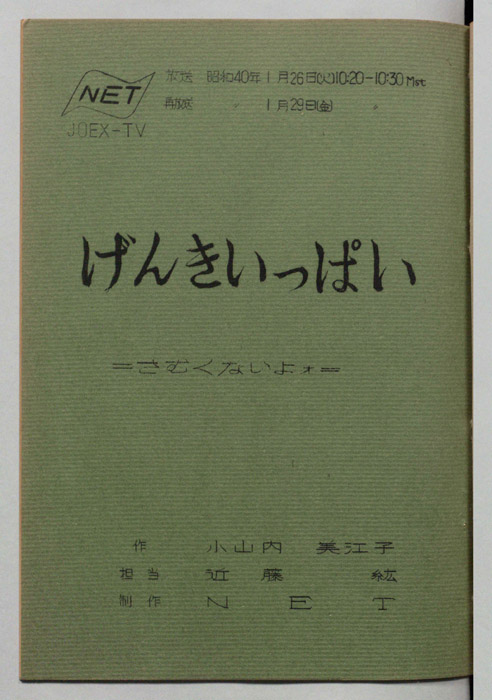 NET
JOEX-TV
放送 昭和40年 1月26日(火)10:20-10:30 Mst
再放送 〃 1月29日(金) 〃
げんきいっぱい
=さむくないよォ=
作 小山内 美江子
担当 近藤 紘
制作 NET